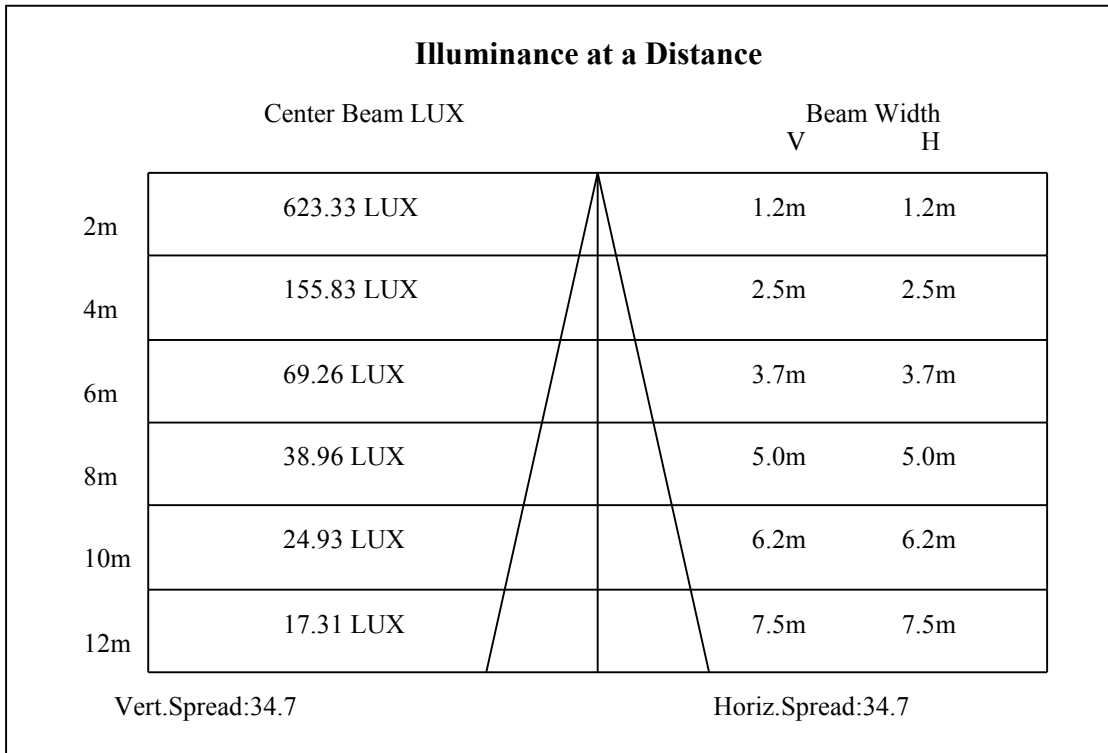 Illuminance at a Distance
Center Beam LUX Beam Width
V H
2m 623.33 LUX 1.2m 1.2m
4m 155.83 LUX 2.5m 2.5m
6m 69.26 LUX 3.7m 3.7m
8m 38.96 LUX 5.0m 5.0m
10m 24.93 LUX 6.2m 6.2m
12m 17.31 LUX 7.5m 7.5m
Vert.Spread:34.7 Horiz.Spread:34.7